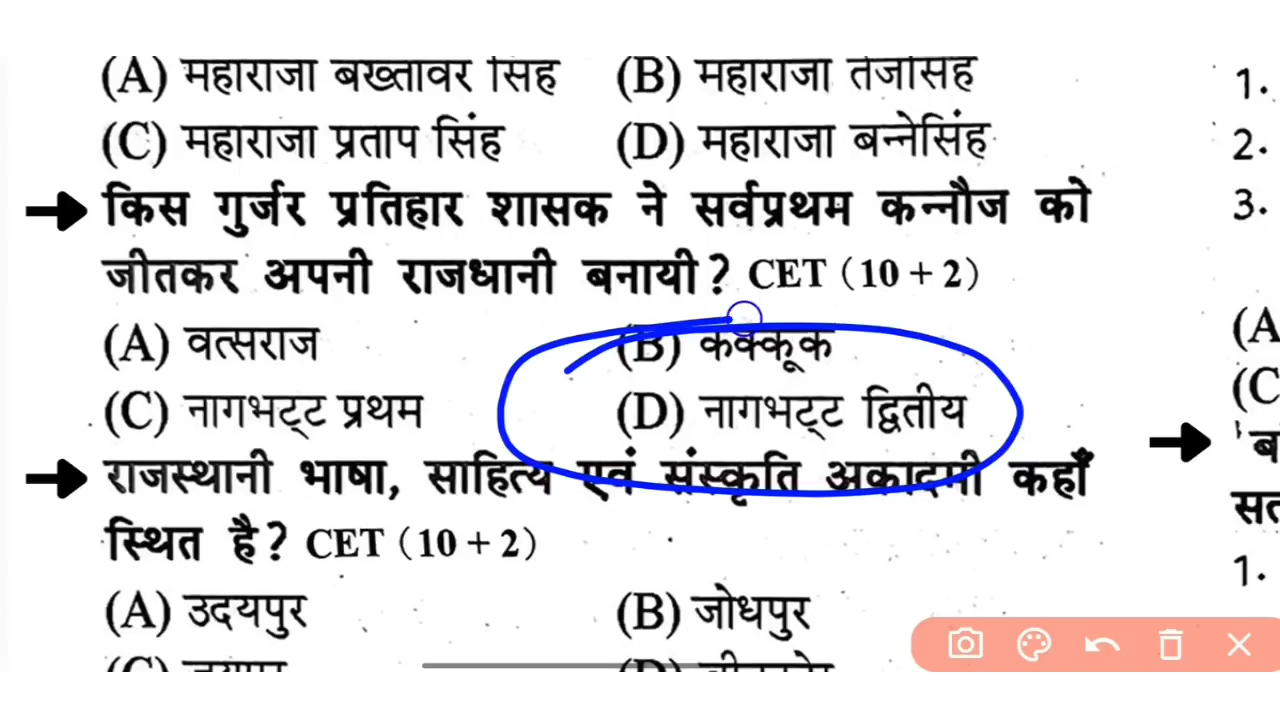 (A) महाराजा बख्तावर सिंह (B) महाराजा तेजसिंह
(C) महाराजा प्रताप सिंह (D) महाराजा बन्नेसिंह
किस गुर्जर प्रतिहार शासक ने सर्वप्रथम कन्नौज को
जीतकर अपनी राजधानी बनायी? CET (10 + 2)
(A) वत्सराज (B) कक्कूक
(C) नागभट्ट प्रथम (D) नागभट्ट द्वितीय
राजस्थानी भाषा, साहित्य एवं संस्कृति अकादमी कहाँ
स्थित है? CET (10 + 2)
(A) उदयपुर (B) जोधपुर
1.
2.
3.
(A
(C
1.